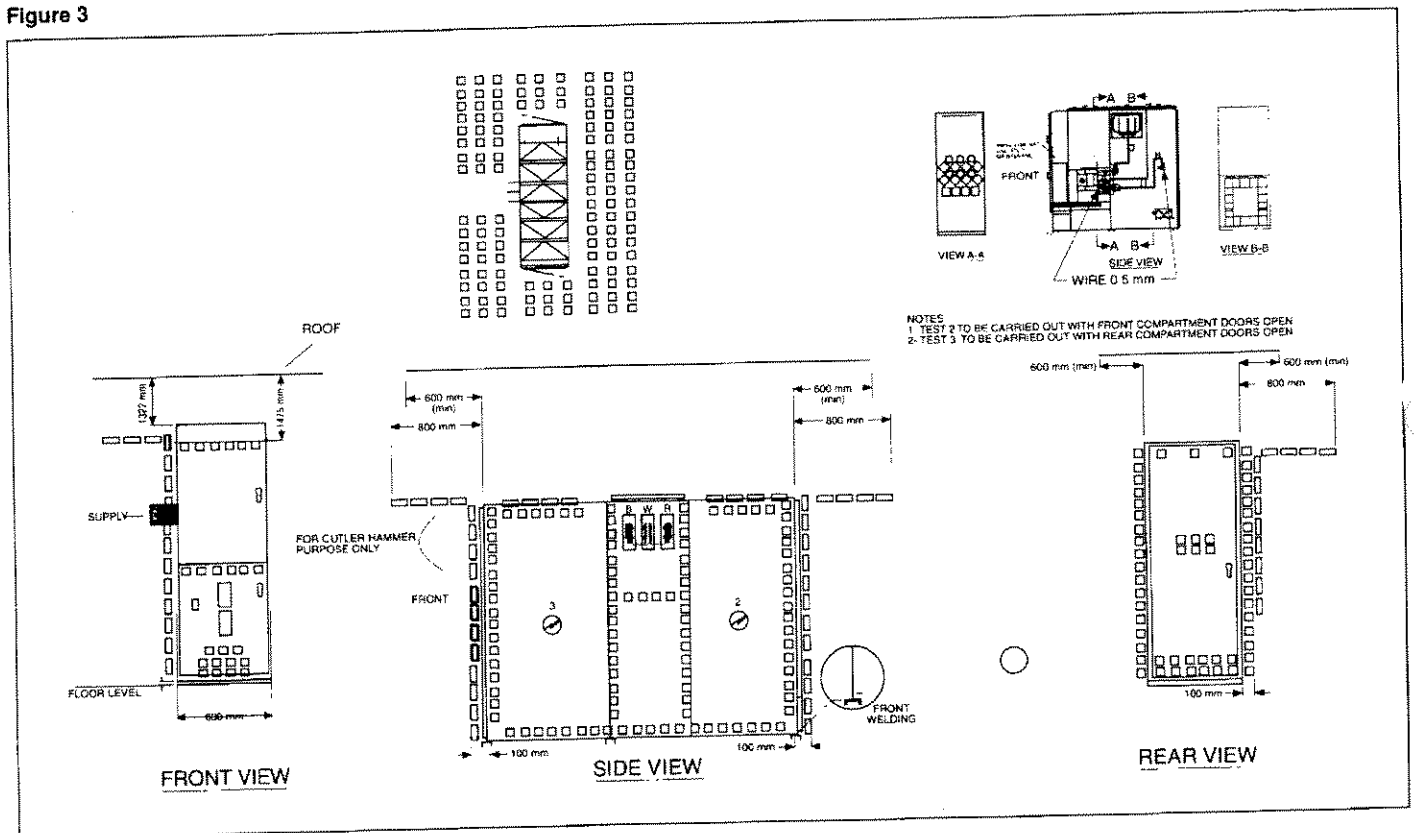 Figure 3
A B
FRONT
VIEW A-A
A B
SIDE VIEW
VIEW B-B
WIRE 0 5 mm
NOTES
1 TEST 2 TO BE CARRIED OUT WITH FRONT COMPARTMENT DOORS OPEN
2- TEST 3 TO BE CARRIED OUT WITH REAR COMPARTMENT DOORS OPEN
ROOF
1322 mm
1475 mm
SUPPLY
FLOOR LEVEL
600 mm
FRONT VIEW
600 mm
(min)
800 mm
600 mm
(min)
800 mm
FOR CUTLER HAMMER
PURPOSE ONLY
FRONT
B W R
3
2
100 mm
100 mm
FRONT
WELDING
SIDE VIEW
600 mm (min)
600 mm (min)
800 mm
100 mm
REAR VIEW